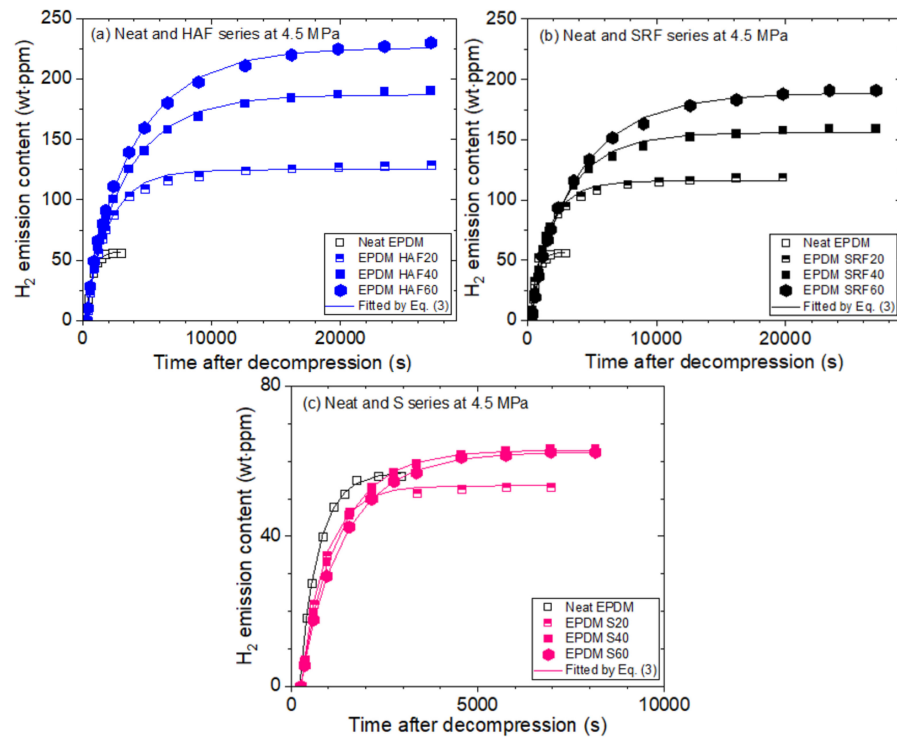 (a) Neat and HAF series at 4.5 MPa
H₂ emission content (wt·ppm)
250
225
200
175
150
125
100
75
50
25
0
Neat EPDM
EPDM HAF20
EPDM HAF40
EPDM HAF60
Fitted by Eq. (3)
0 10000 20000
Time after decompression (s)
(b) Neat and SRF series at 4.5 MPa
H₂ emission content (wt·ppm)
250
200
150
100
50
0
Neat EPDM
EPDM SRF20
EPDM SRF40
EPDM SRF60
Fitted by Eq. (3)
0 10000 20000
Time after decompression (s)
(c) Neat and S series at 4.5 MPa
H₂ emission content (wt·ppm)
80
40
0
Neat EPDM
EPDM S20
EPDM S40
EPDM S60
Fitted by Eq. (3)
0 5000 10000
Time after decompression (s)